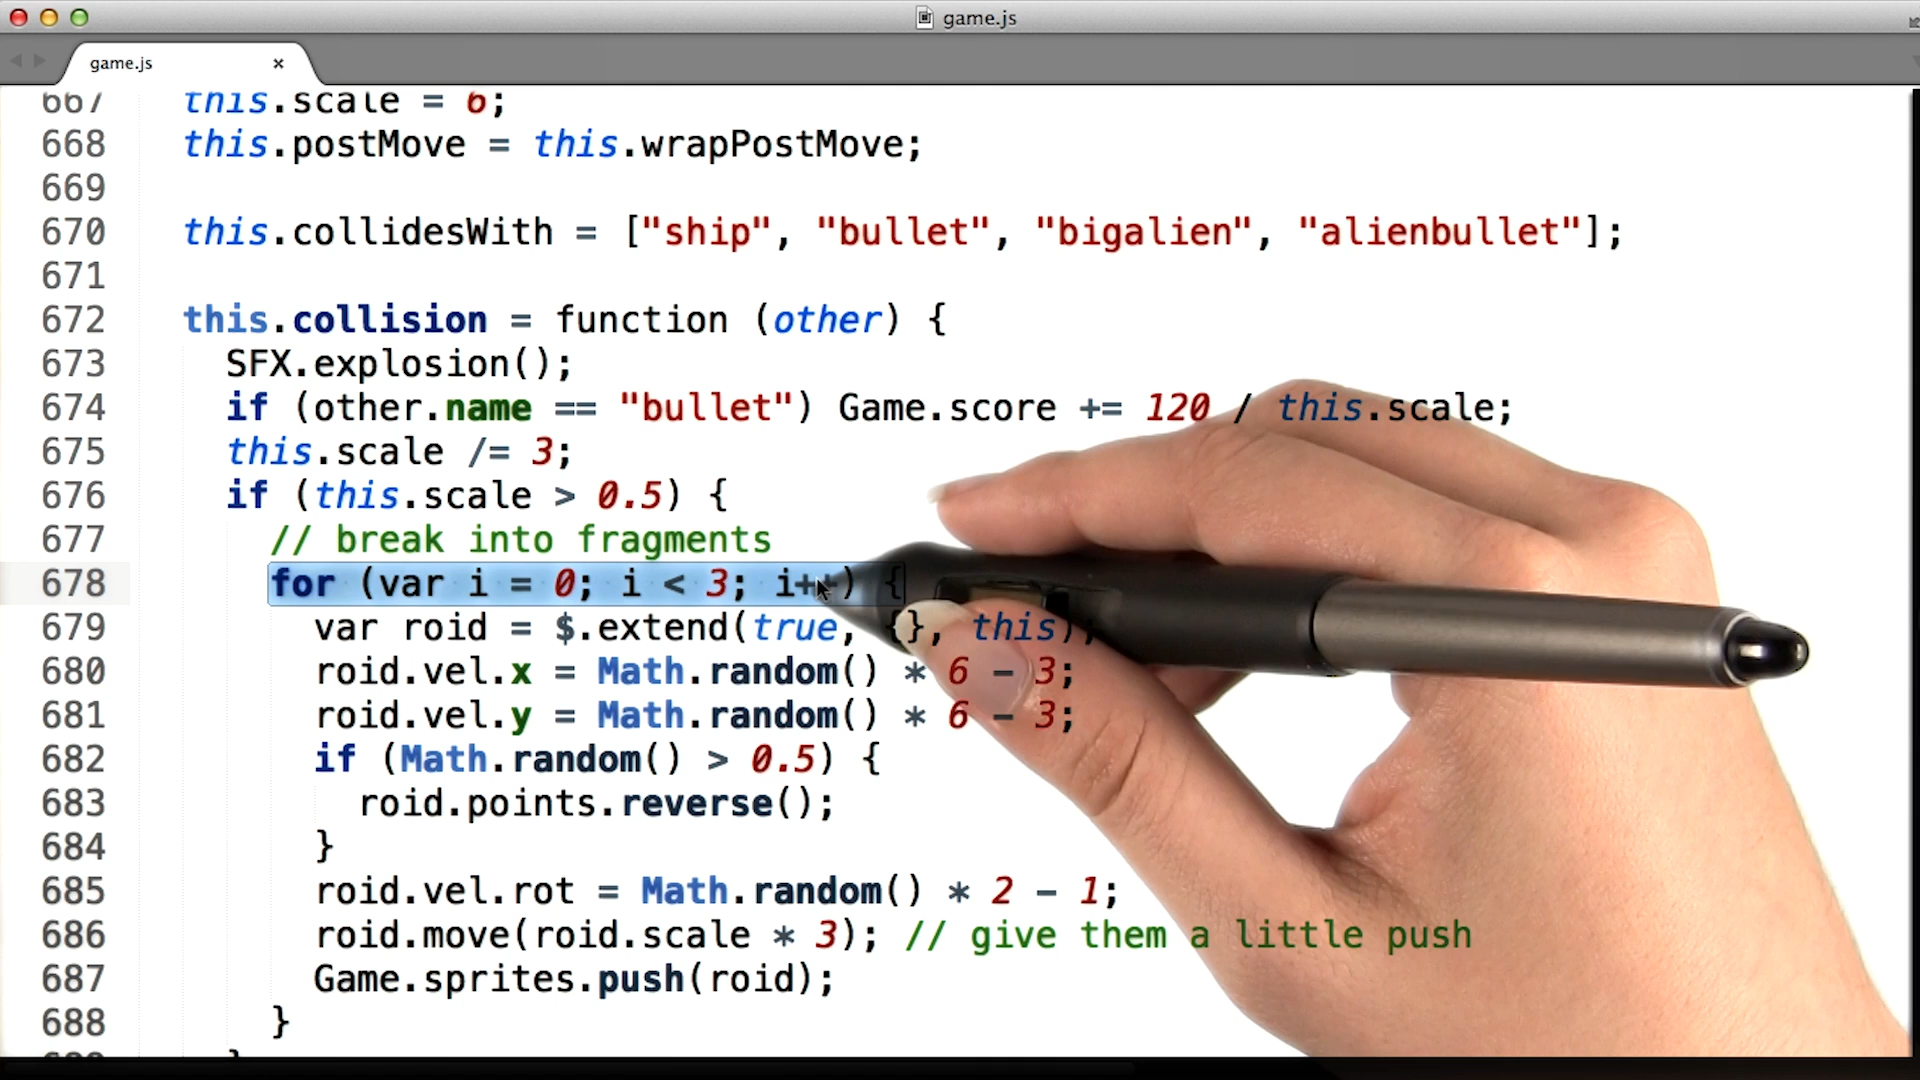 game.js
game.js
667 this.scale = 6;
668 this.postMove = this.wrapPostMove;
669
670 this.collidesWith = ["ship", "bullet", "bigalien", "alienbullet"];
671
672 this.collision = function (other) {
673 SFX.explosion();
674 if (other.name == "bullet") Game.score += 120 / this.scale;
675 this.scale /= 3;
676 if (this.scale > 0.5) {
677 // break into fragments
678 for (var i = 0; i < 3; i++) {
679 var roid = $.extend(true, {}, this);
680 roid.vel.x = Math.random() * 6 - 3;
681 roid.vel.y = Math.random() * 6 - 3;
682 if (Math.random() > 0.5) {
683 roid.points.reverse();
684 }
685 roid.vel.rot = Math.random() * 2 - 1;
686 roid.move(roid.scale * 3); // give them a little push
687 Game.sprites.push(roid);
688 }